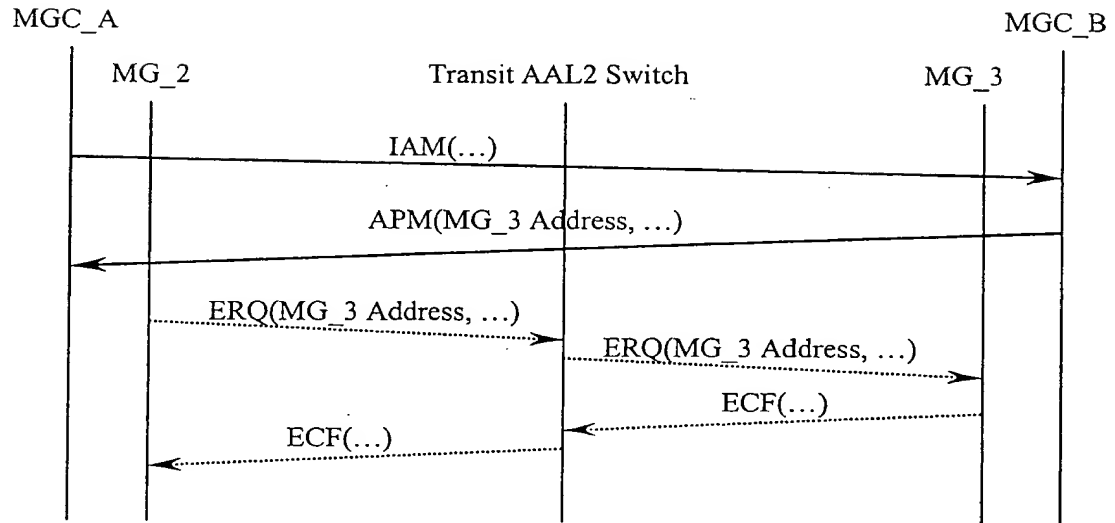 MGC_A
MGC_B
MG_2
Transit AAL2 Switch
MG_3
IAM(...)
APM(MG_3 Address, ...)
ERQ(MG_3 Address, ...)
ERQ(MG_3 Address, ...)
ECF(...)
ECF(...)